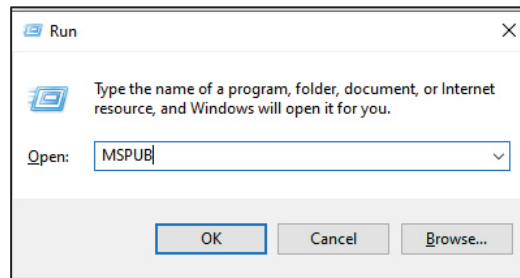 Run
Type the name of a program, folder, document, or Internet
resource, and Windows will open it for you.
Open: MSPUB
OK Cancel Browse...